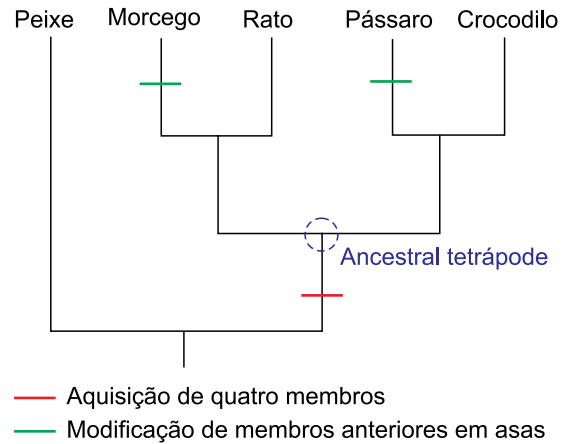 Peixe Morcego Rato Pássaro Crocodilo
Ancestral tetrápode
Aquisição de quatro membros
Modificação de membros anteriores em asas